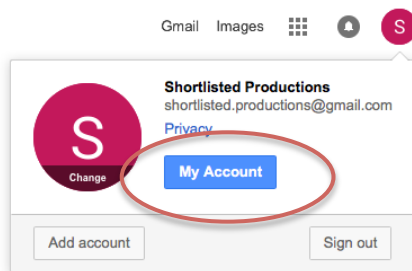 Gmail Images S
Shortlisted Productions
shortlisted.productions@gmail.com
Privacy
S
Change
My Account
Add account Sign out